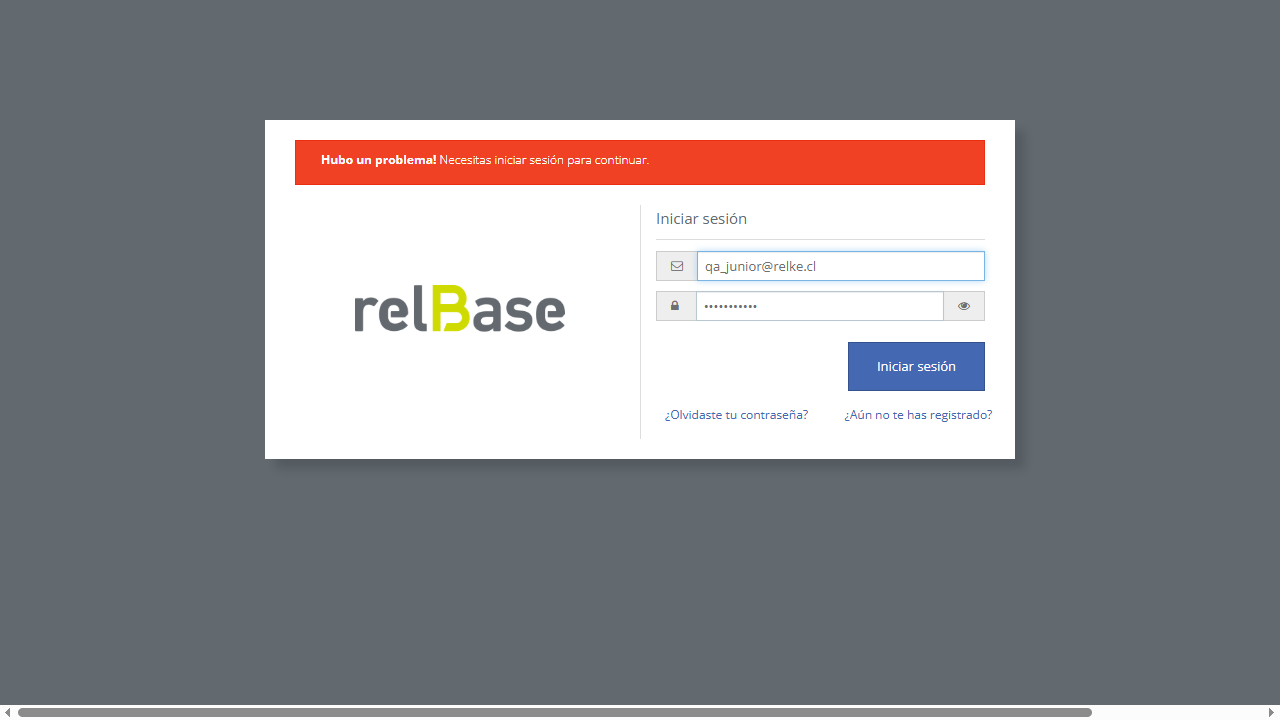 Hubo un problema! Necesitas iniciar sesión para continuar.
relBase
Iniciar sesión
qa_junior@relke.cl
•••••••••••
Iniciar sesión
¿Olvidaste tu contraseña?
¿Aún no te has registrado?